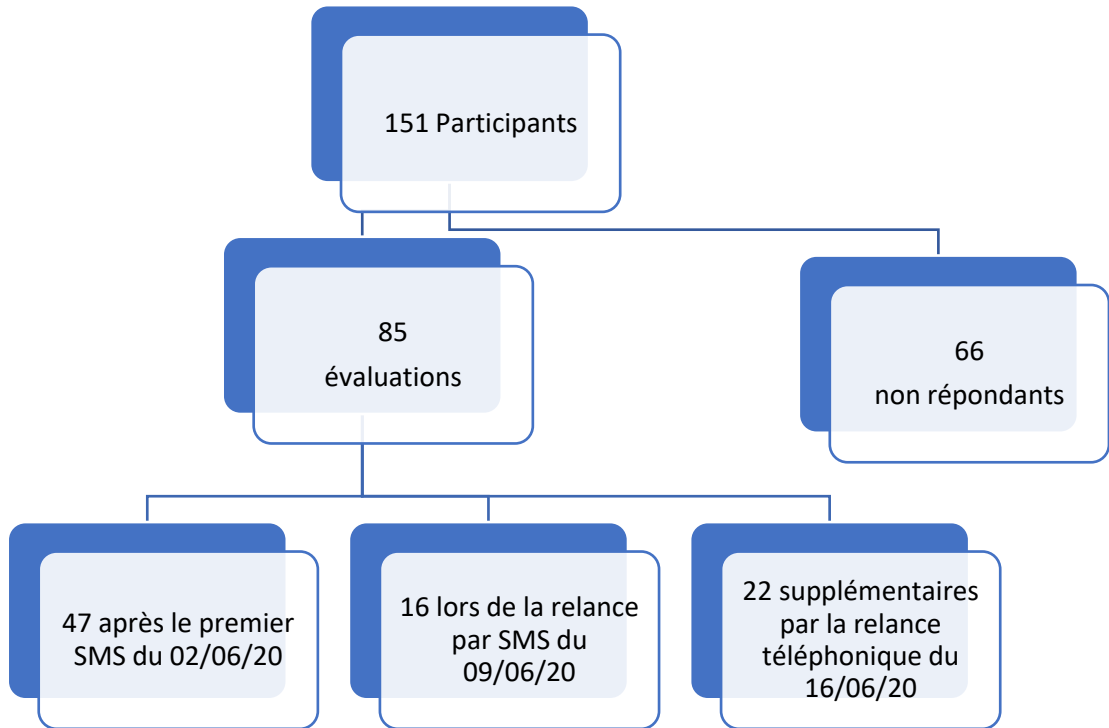 151 Participants
85
évaluations
66
non répondants
47 après le premier
SMS du 02/06/20
16 lors de la relance
par SMS du
09/06/20
22 supplémentaires
par la relance
téléphonique du
16/06/20